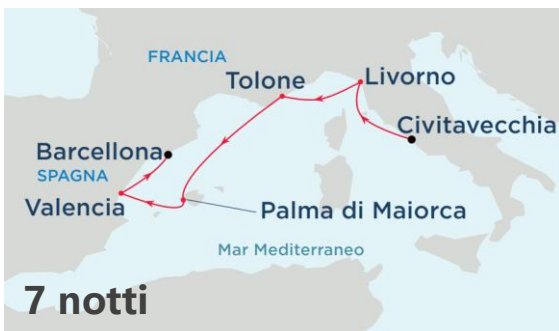 FRANCIA
Tolone
Livorno
Civitavecchia
Barcellona
SPAGNA
Valencia
Palma di Maiorca
Mar Mediterraneo
7 notti